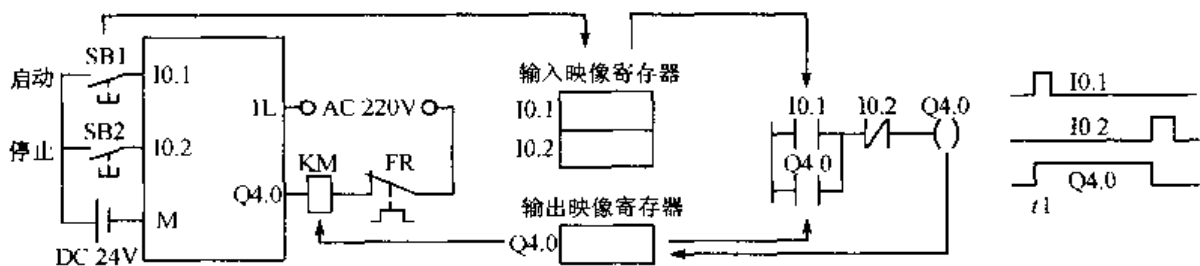 启动
SB1
I0.1
停止
SB2
I0.2
1L
AC 220V
KM
FR
Q4.0
M
DC 24V
输入映像寄存器
I0.1
I0.2
输出映像寄存器
Q4.0
I0.1
I0.2
Q4.0
Q4.0
I0.1
I0.2
Q4.0
t1